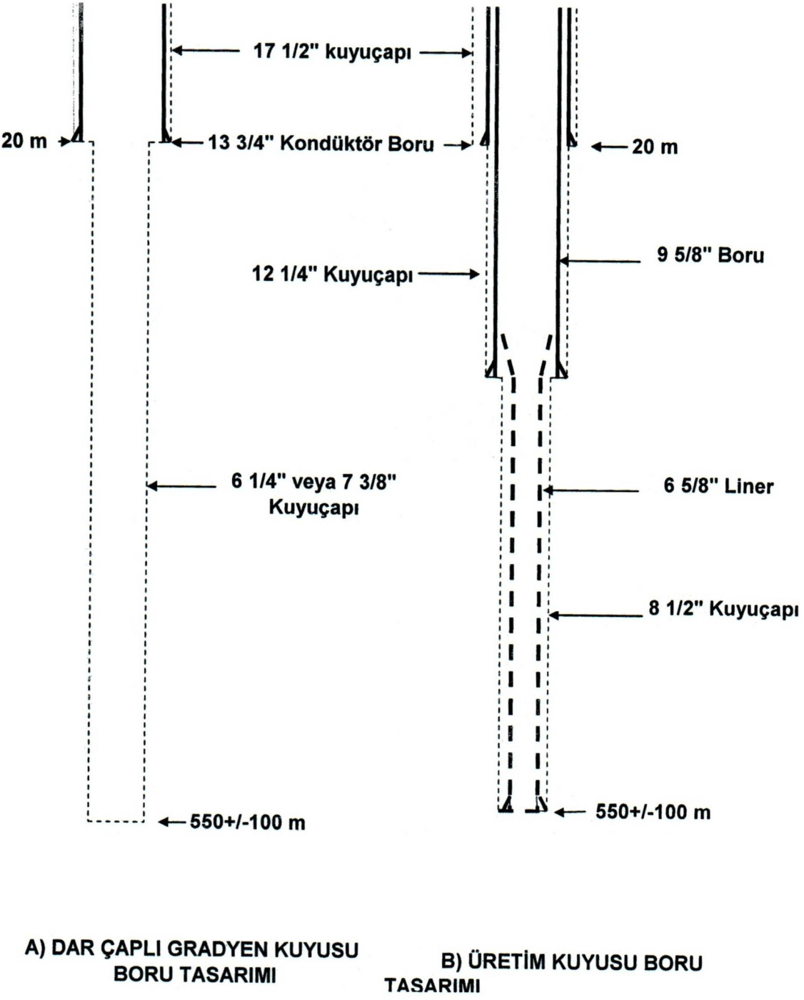 17 1/2" kuyuçapı
20 m
13 3/4" Kondüktör Boru
20 m
9 5/8" Boru
12 1/4" Kuyuçapı
6 1/4" veya 7 3/8"
Kuyuçapı
6 5/8" Liner
8 1/2" Kuyuçapı
550+/-100 m
550+/-100 m
A) DAR ÇAPLI GRADYEN KUYUSU
BORU TASARIMI
B) ÜRETİM KUYUSU BORU
TASARIMI